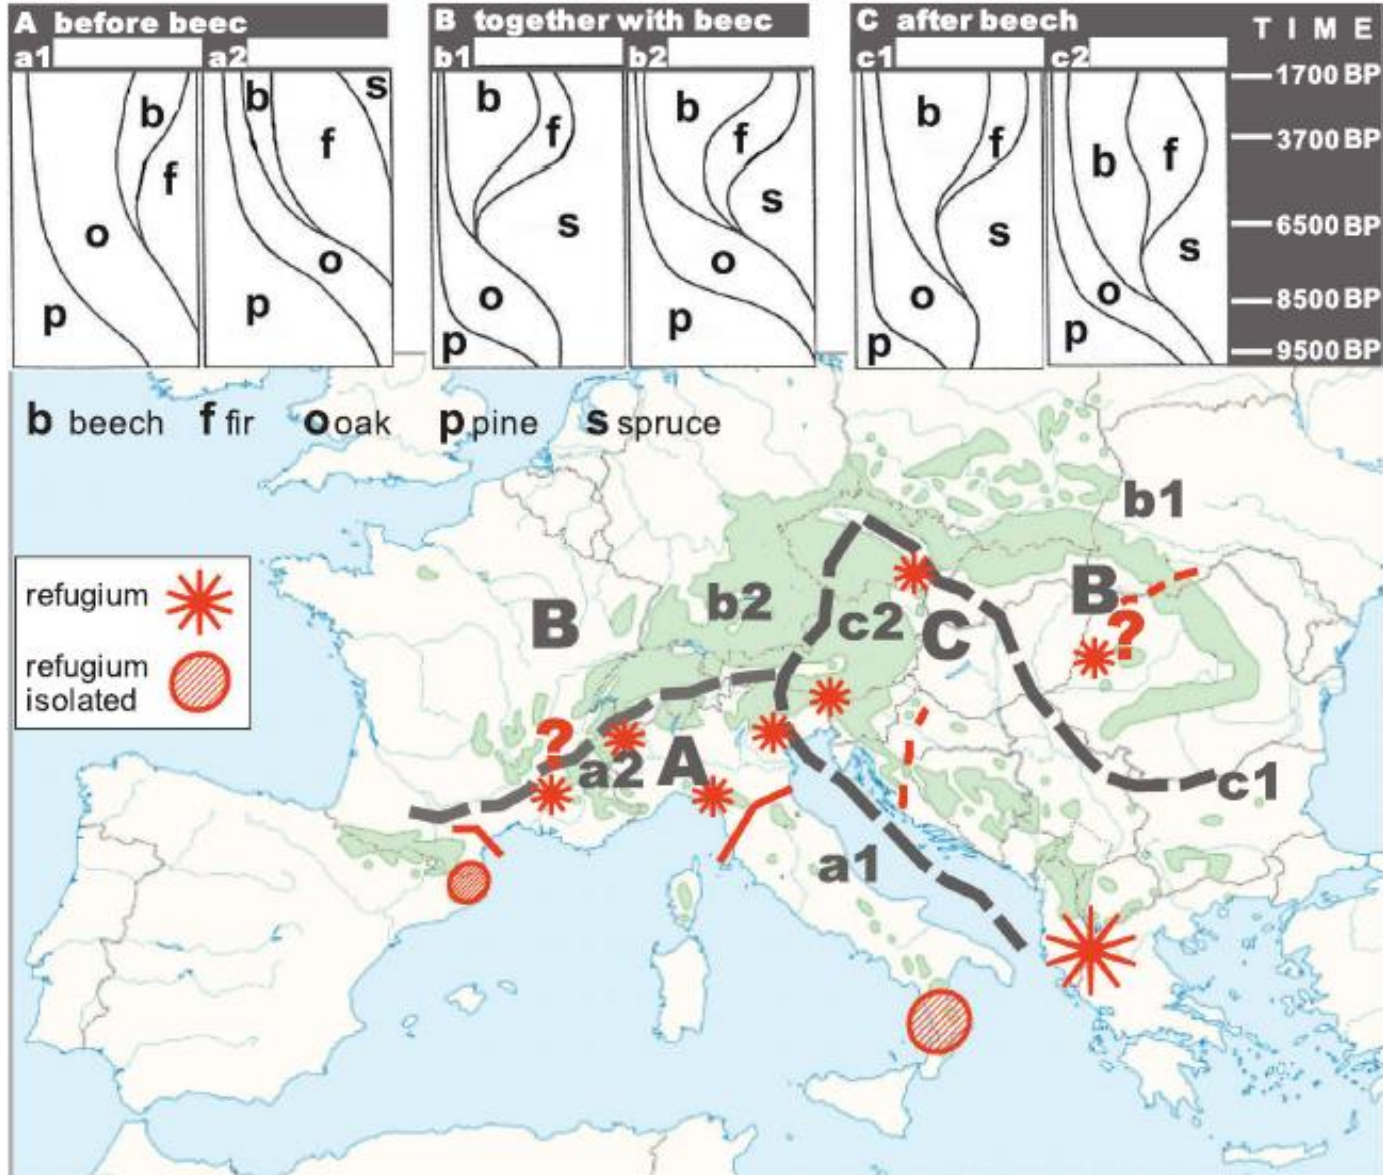 A before beec
B together with beec
C after beech
T I M E
a1
a2
b1
b2
c1
c2
b
f
o
p
b
s
f
o
p
b
f
s
o
p
b
f
s
o
p
b
f
s
o
p
b
f
s
o
p
1700 BP
3700 BP
6500 BP
8500 BP
9500 BP
b beech f fir o oak p pine s spruce
refugium
refugium
isolated
b1
B
b2
c2
C
B
?
?
a2
A
c1
a1